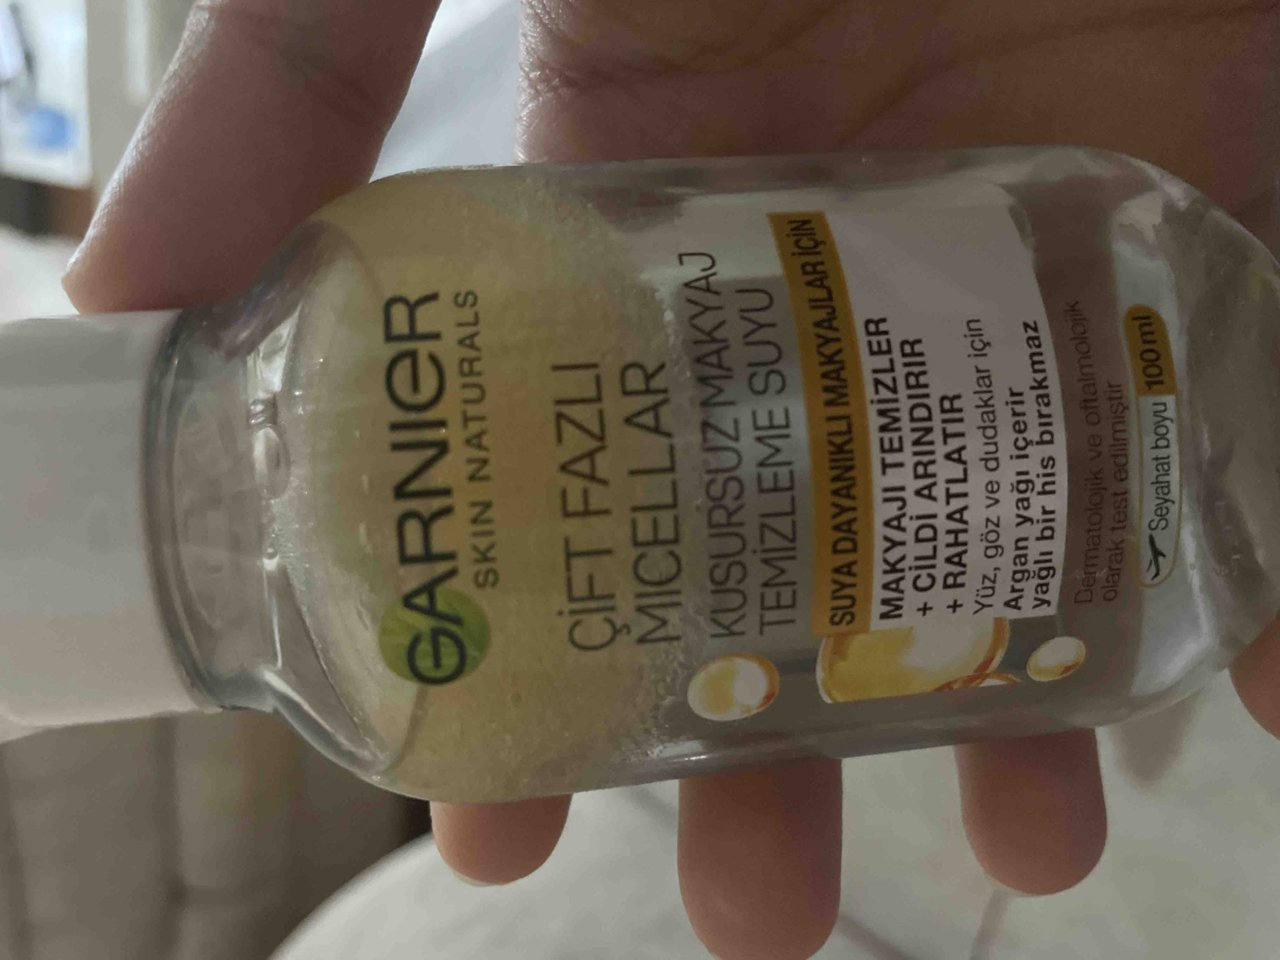 GARNIER
SKIN NATURALS
ÇİFT FAZLI
MICELLAR
KUSURSUZ MAKYAJ
TEMİZLEME SUYU
SUYA DAYANIKLI MAKYAJLAR İÇİN
MAKYAJI TEMİZLER
+ CİLDİ ARINDIRIR
+ RAHATLATIR
Yüz, göz ve dudaklar için
Argan yağı içerir
yağlı bir his bırakmaz
Dermatolojik ve oftalmolojik
olarak test edilmiştir
Seyahat boyu 100 ml